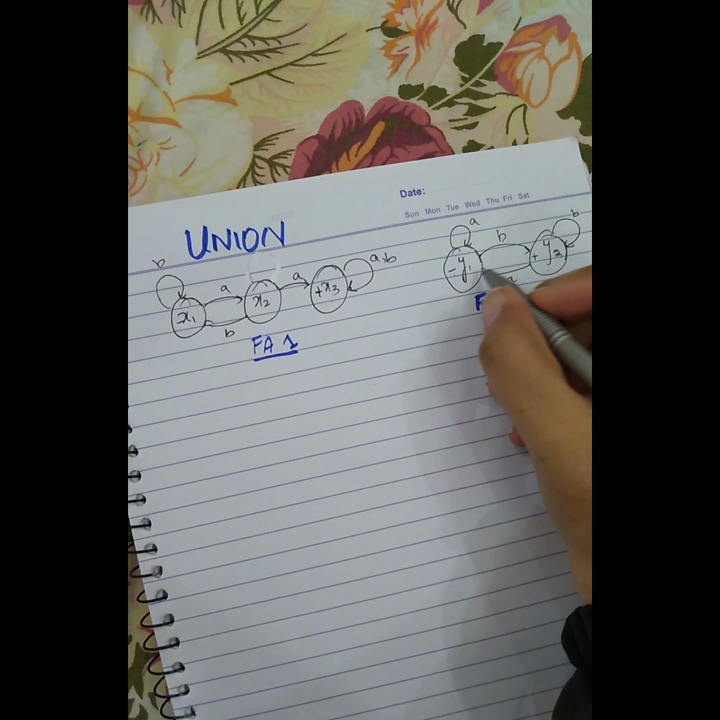 Date:
Sun Mon Tue Wed Thu Fri Sat
UNION
b a a a,b
-x₁ x₂ +x₃
b
FA 1
a b b
-y₁ +y₂
a
F